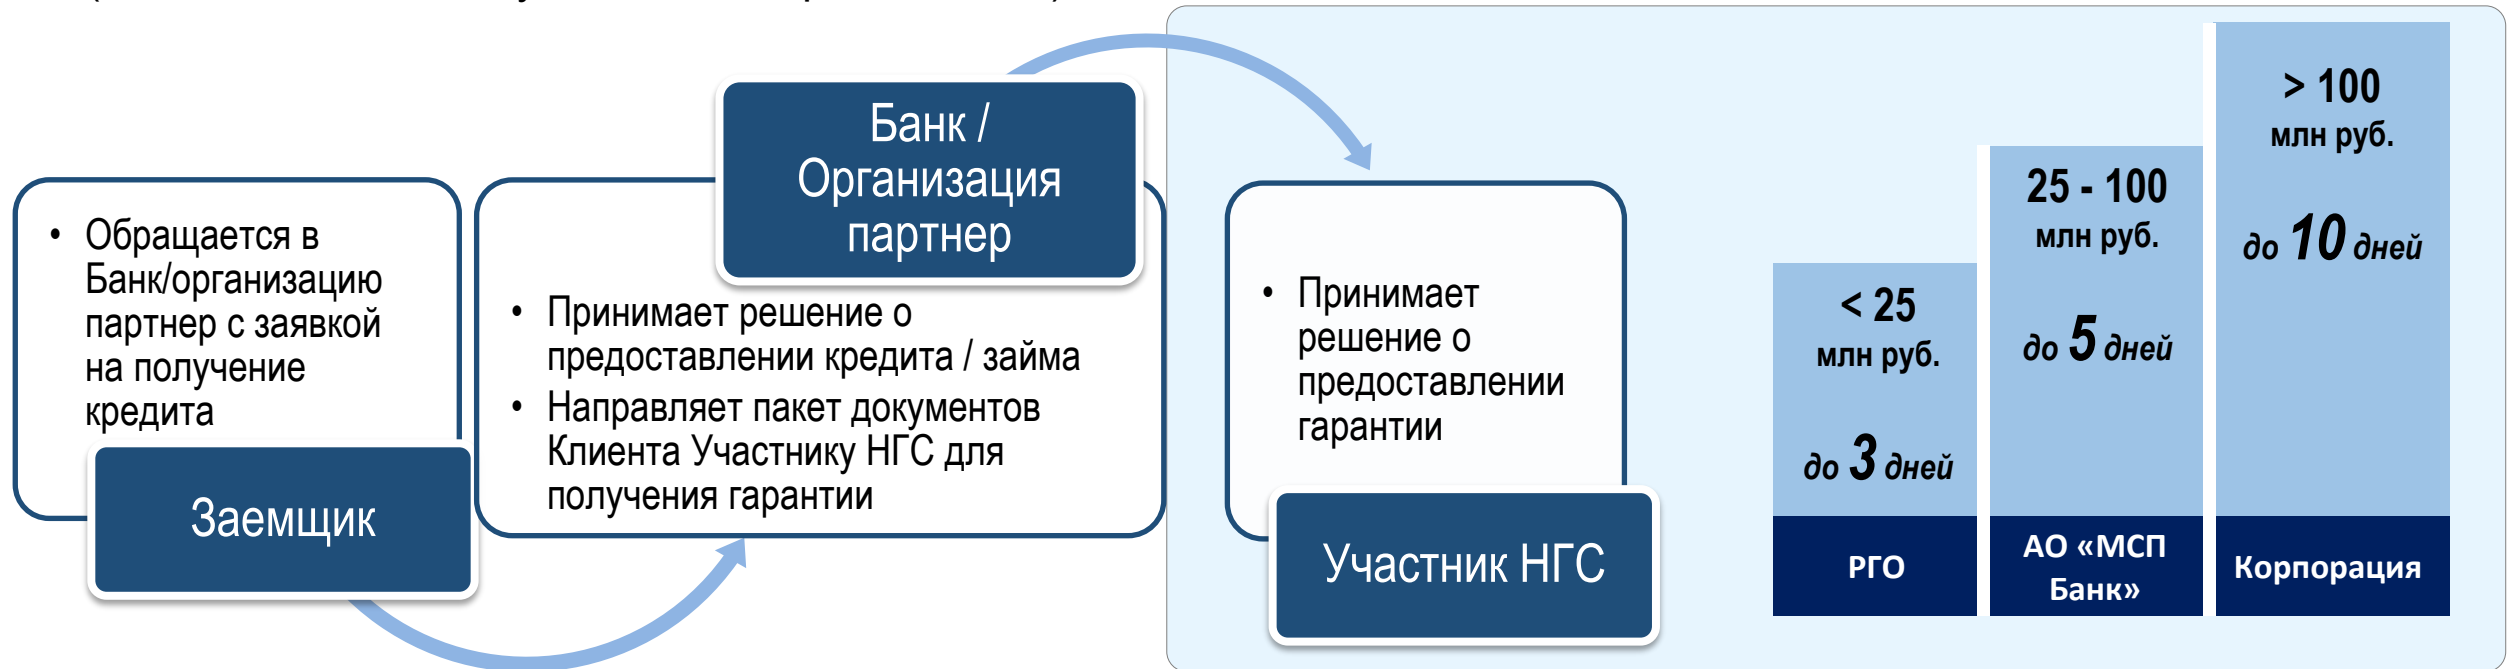 • Обращается в
Банк/организацию
партнер с заявкой
на получение
кредита
Заемщик
Банк /
Организация
партнер
• Принимает решение о
предоставлении кредита / займа
• Направляет пакет документов
Клиента Участнику НГС для
получения гарантии
• Принимает
решение о
предоставлении
гарантии
Участник НГС
< 25
млн руб.
до 3 дней
РГО
25 - 100
млн руб.
до 5 дней
АО «МСП
Банк»
> 100
млн руб.
до 10 дней
Корпорация